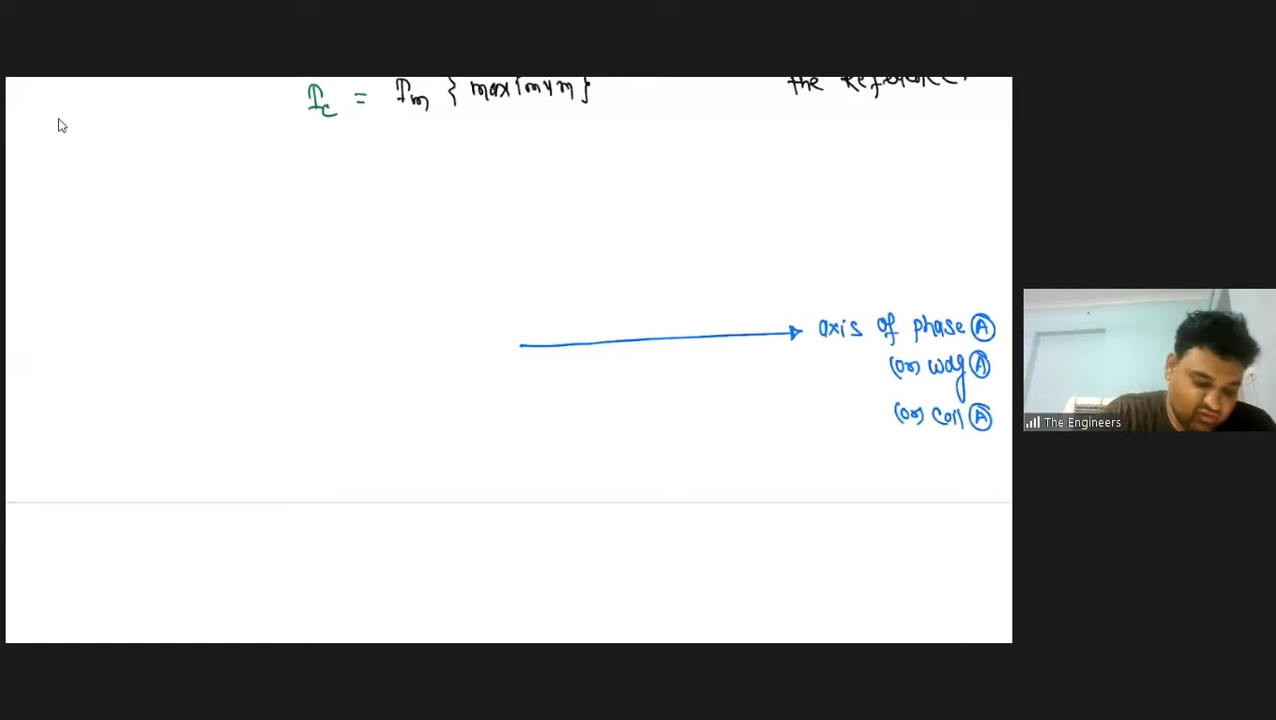 I_c = I_m { maximum }
the reference.
axis of phase (A)
(or) wdg (A)
(or) coil (A)
The Engineers